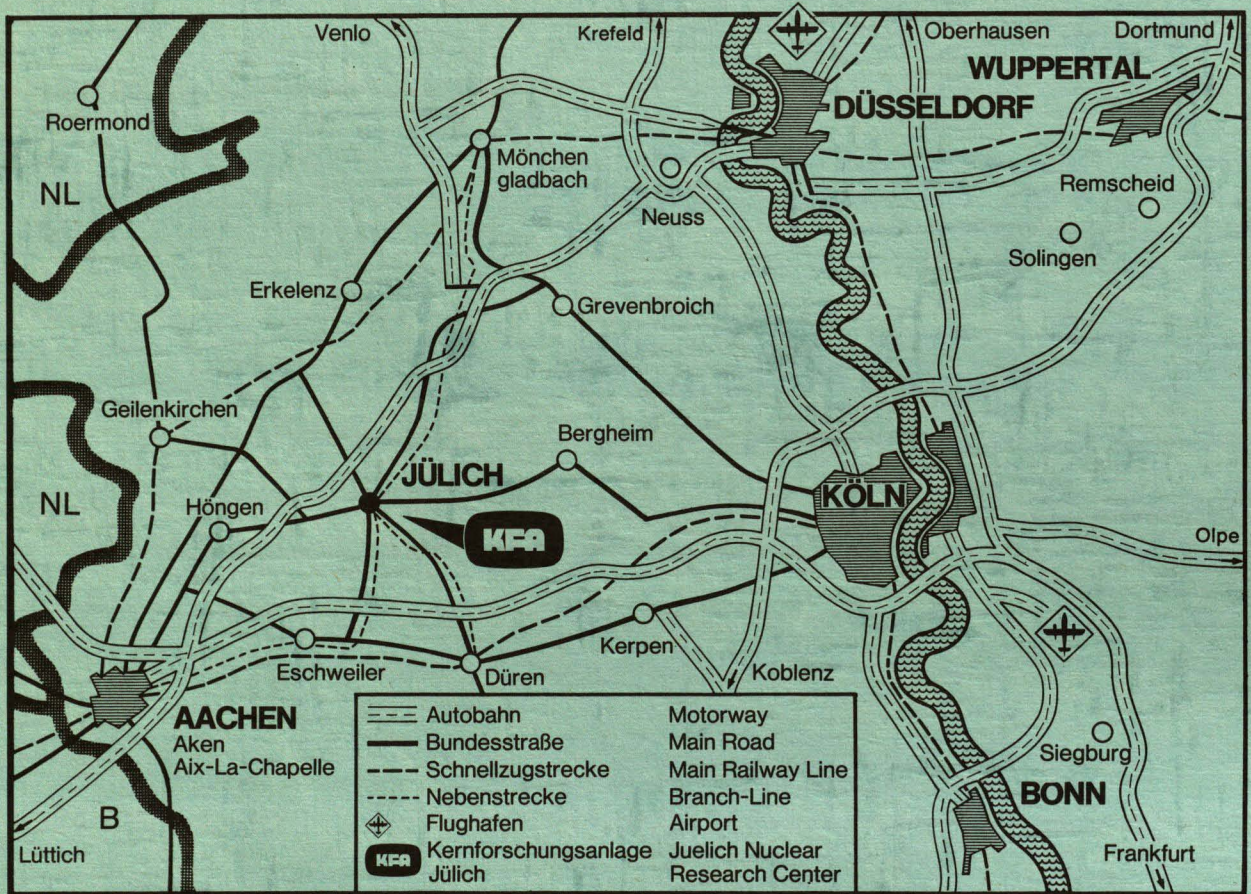 Venlo
Krefeld
Oberhausen
Dortmund
WUPPERTAL
DÜSSELDORF
Roermond
Mönchen
gladbach
NL
Neuss
Remscheid
Solingen
Erkelenz
Grevenbroich
Geilenkirchen
Bergheim
JÜLICH
NL
Höngen
KÖLN
KFA
Olpe
Kerpen
Eschweiler
Düren
Koblenz
AACHEN
Aken
Aix-La-Chapelle
Siegburg
BONN
B
Lüttich
Frankfurt
Autobahn Motorway
Bundesstraße Main Road
Schnellzugstrecke Main Railway Line
Nebenstrecke Branch-Line
Flughafen Airport
KFA Kernforschungsanlage Juelich Nuclear
Jülich Research Center